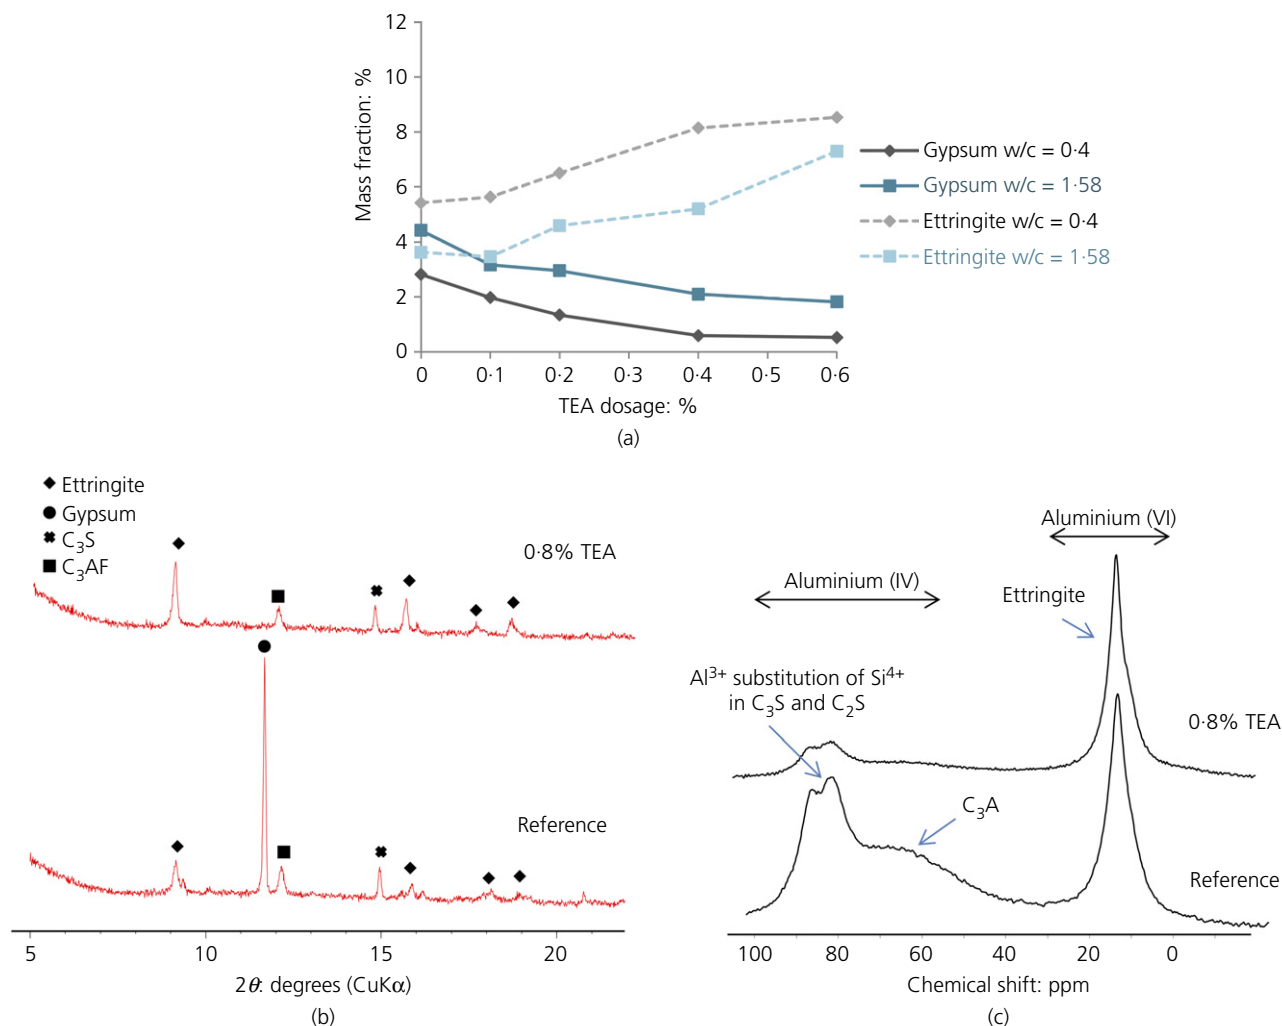 12
10
8
6
4
2
0
Mass fraction: %
0
0·1
0·2
0·3
0·4
0·5
0·6
TEA dosage: %
(a)
Gypsum w/c = 0·4
Gypsum w/c = 1·58
Ettringite w/c = 0·4
Ettringite w/c = 1·58
Ettringite
Gypsum
C3S
C3AF
0·8% TEA
Reference
5
10
15
20
2θ: degrees (CuKα)
(b)
Aluminium (VI)
Aluminium (IV)
Ettringite
Al3+ substitution of Si4+
in C3S and C2S
0·8% TEA
C3A
Reference
100
80
60
40
20
0
Chemical shift: ppm
(c)